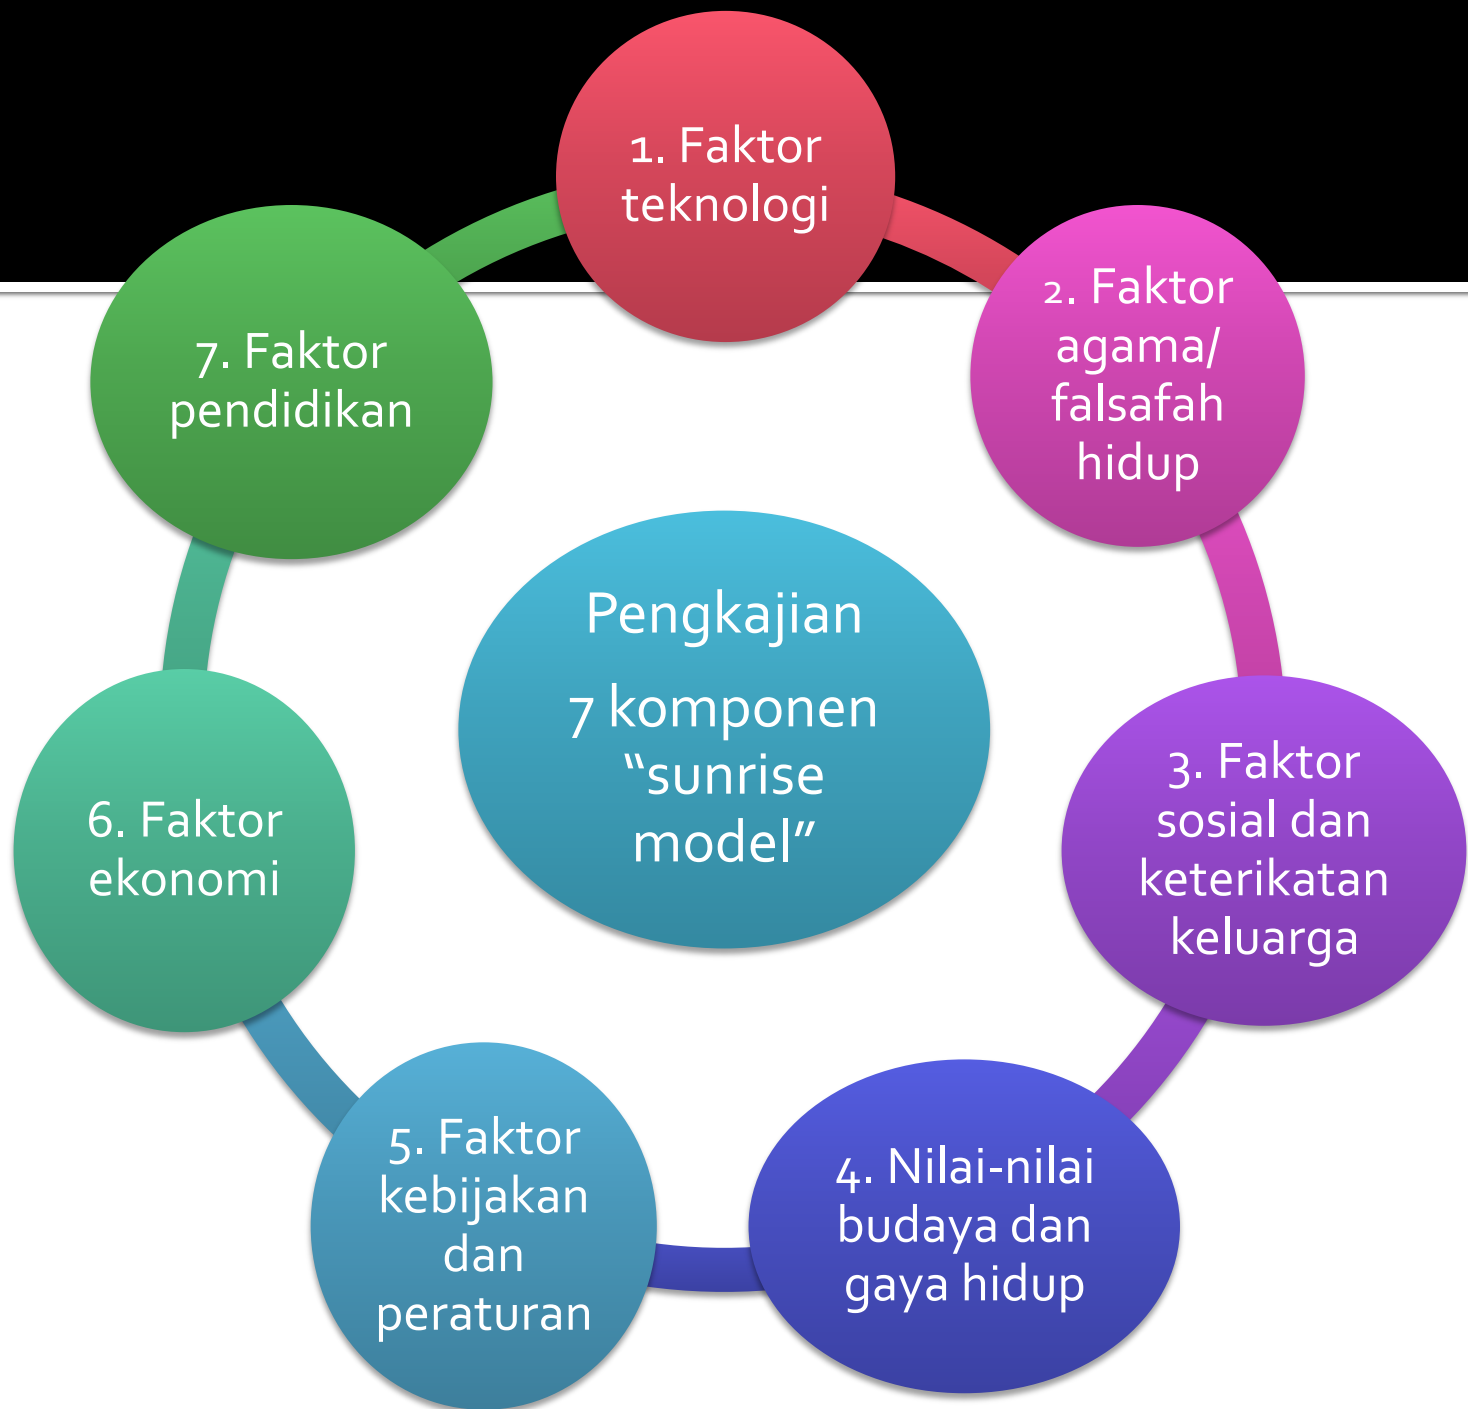 1. Faktor
teknologi
2. Faktor
agama/
falsafah
hidup
3. Faktor
sosial dan
keterikatan
keluarga
4. Nilai-nilai
budaya dan
gaya hidup
5. Faktor
kebijakan
dan
peraturan
6. Faktor
ekonomi
7. Faktor
pendidikan
Pengkajian
7 komponen
“sunrise
model”